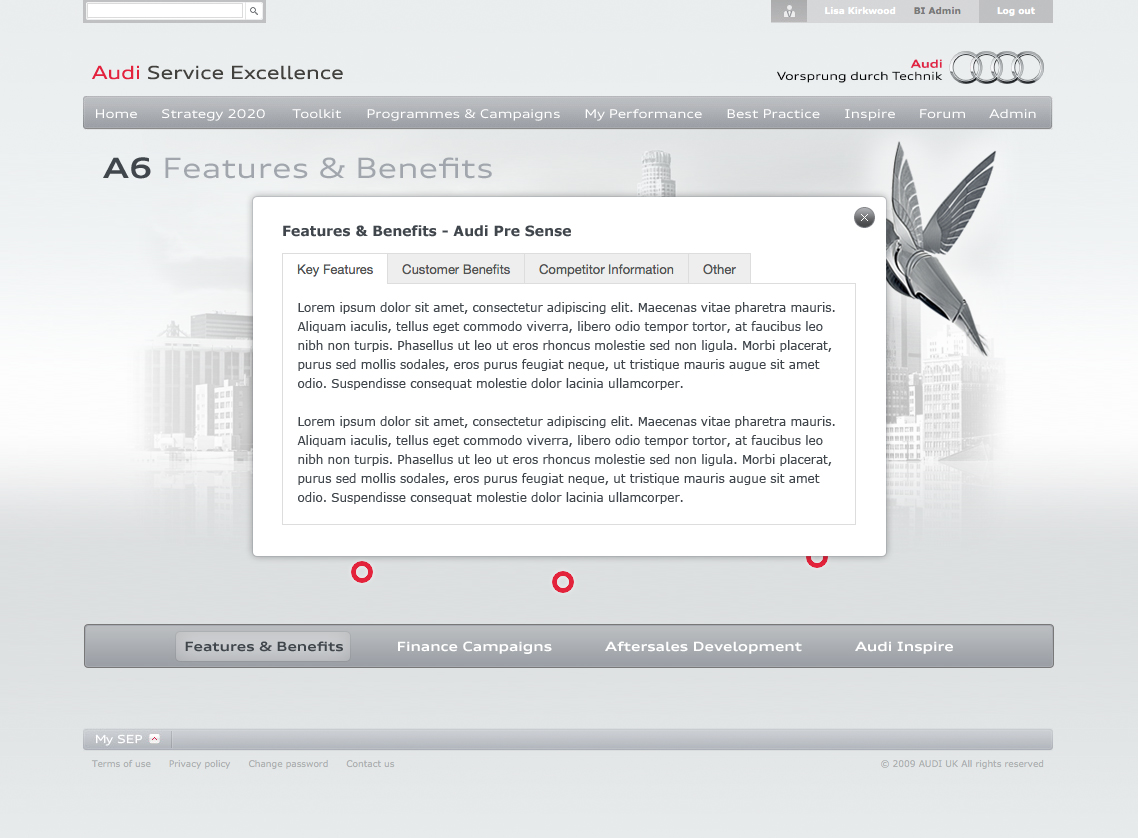 Lisa Kirkwood BI Admin Log out
Audi Service Excellence
Audi
Vorsprung durch Technik
Home Strategy 2020 Toolkit Programmes & Campaigns My Performance Best Practice Inspire Forum Admin
A6 Features & Benefits
Features & Benefits - Audi Pre Sense
Key Features Customer Benefits Competitor Information Other
Lorem ipsum dolor sit amet, consectetur adipiscing elit. Maecenas vitae pharetra mauris.
Aliquam iaculis, tellus eget commodo viverra, libero odio tempor tortor, at faucibus leo
nibh non turpis. Phasellus ut leo ut eros rhoncus molestie sed non ligula. Morbi placerat,
purus sed mollis sodales, eros purus feugiat neque, ut tristique mauris augue sit amet
odio. Suspendisse consequat molestie dolor lacinia ullamcorper.
Lorem ipsum dolor sit amet, consectetur adipiscing elit. Maecenas vitae pharetra mauris.
Aliquam iaculis, tellus eget commodo viverra, libero odio tempor tortor, at faucibus leo
nibh non turpis. Phasellus ut leo ut eros rhoncus molestie sed non ligula. Morbi placerat,
purus sed mollis sodales, eros purus feugiat neque, ut tristique mauris augue sit amet
odio. Suspendisse consequat molestie dolor lacinia ullamcorper.
Features & Benefits Finance Campaigns Aftersales Development Audi Inspire
My SEP
Terms of use Privacy policy Change password Contact us © 2009 AUDI UK All rights reserved